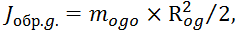 Jобр.g. = mogo × R²og/2,